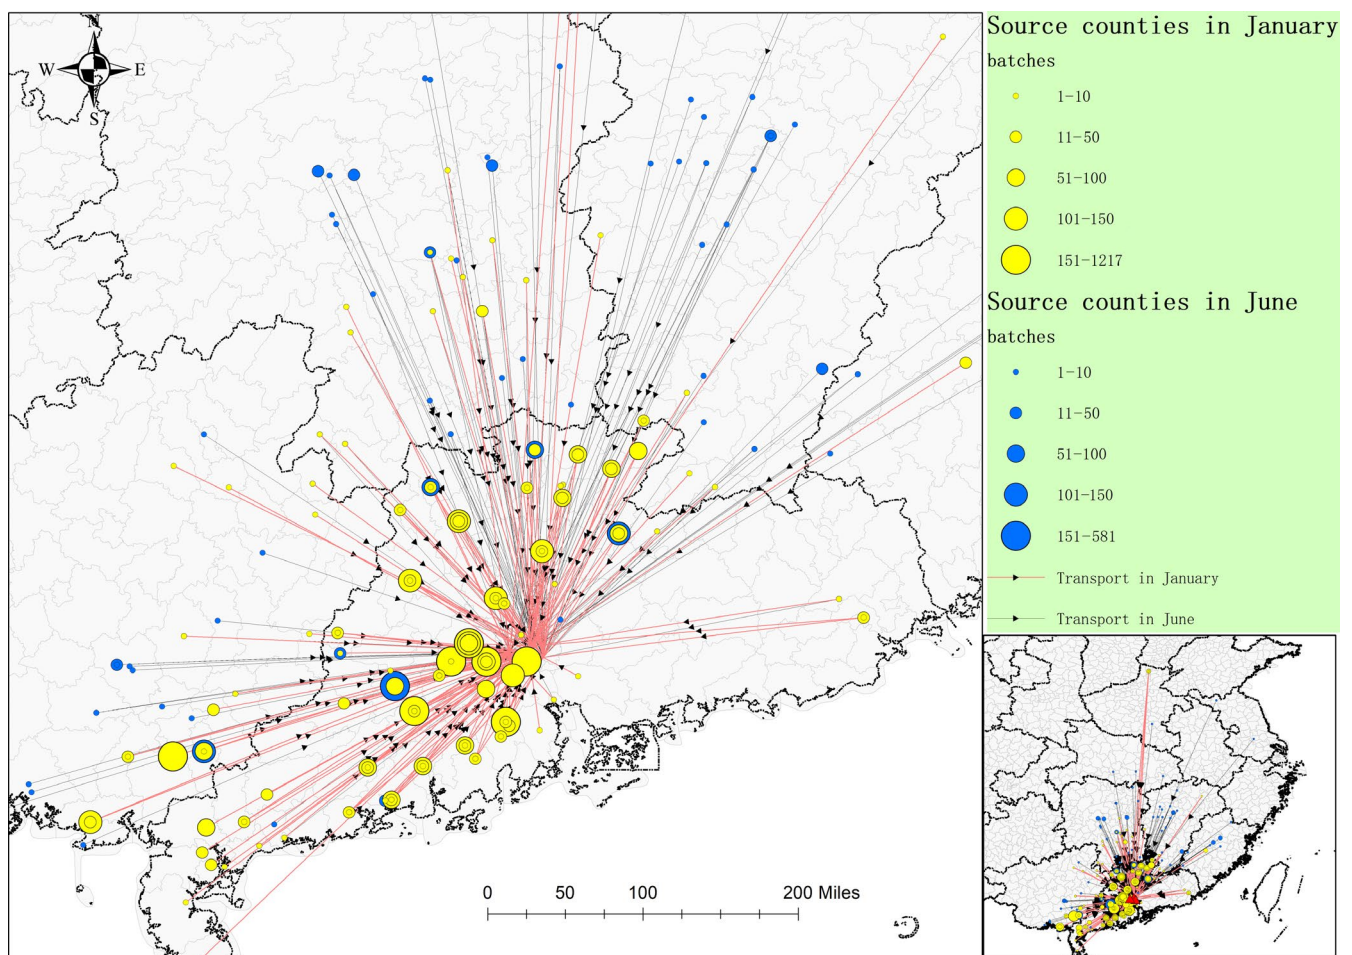 N
W
E
S
0
50
100
200 Miles
Source counties in January
batches
1-10
11-50
51-100
101-150
151-1217
Source counties in June
batches
1-10
11-50
51-100
101-150
151-581
Transport in January
Transport in June